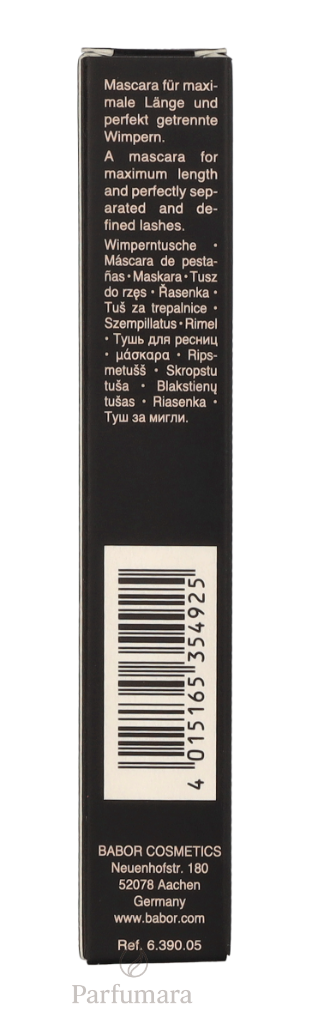 Mascara für maxi-
male Länge und
perfekt getrennte
Wimpern.
A mascara for
maximum length
and perfectly sep-
arated and de-
fined lashes.
Wimperntusche •
Máscara de pesta-
ñas • Maskara • Tusz
do rzęs • Řasenka •
Tuš za trepalnice •
Szempillatus • Rimel
• Тушь для ресниц
• μάσκαρα • Rips-
metušš • Skropstu
tuša • Blakstienų
tušas • Riasenka •
Туш за мигли.
4 015165 354925
BABOR COSMETICS
Neuenhofstr. 180
52078 Aachen
Germany
www.babor.com
Ref. 6.390.05
Parfumara